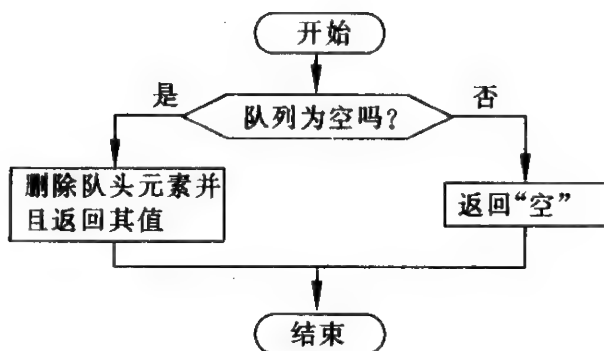 开始
是
否
队列为空吗?
删除队头元素并
且返回其值
返回“空”
结束